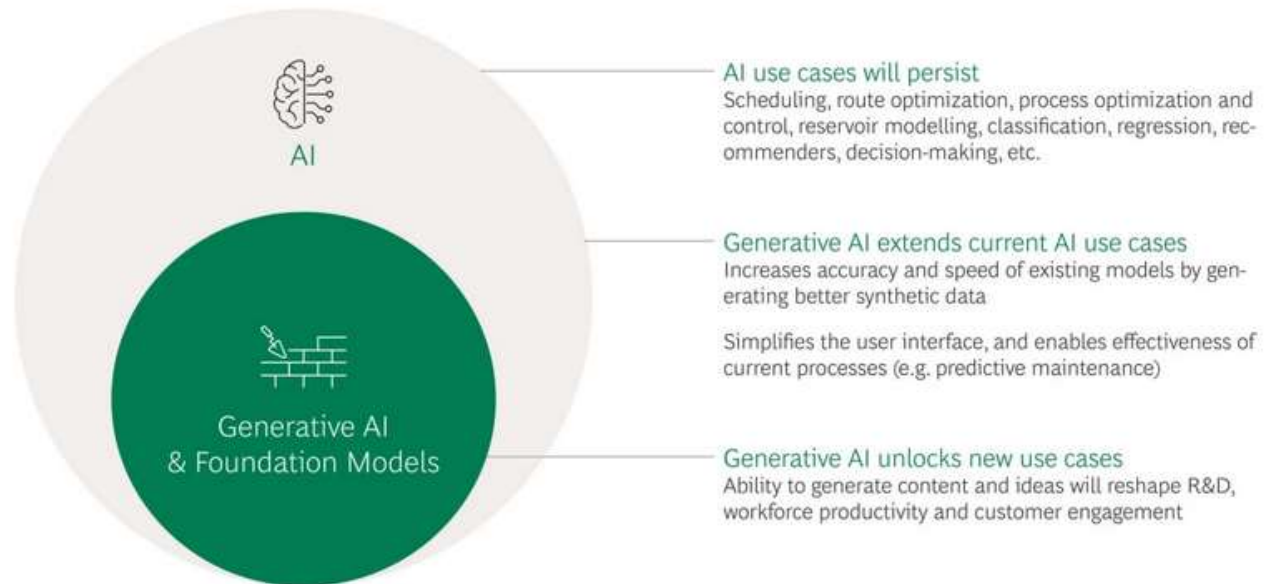 AI
Generative AI
& Foundation Models
AI use cases will persist
Scheduling, route optimization, process optimization and
control, reservoir modelling, classification, regression, rec-
ommenders, decision-making, etc.
Generative AI extends current AI use cases
Increases accuracy and speed of existing models by gen-
erating better synthetic data
Simplifies the user interface, and enables effectiveness of
current processes (e.g. predictive maintenance)
Generative AI unlocks new use cases
Ability to generate content and ideas will reshape R&D,
workforce productivity and customer engagement